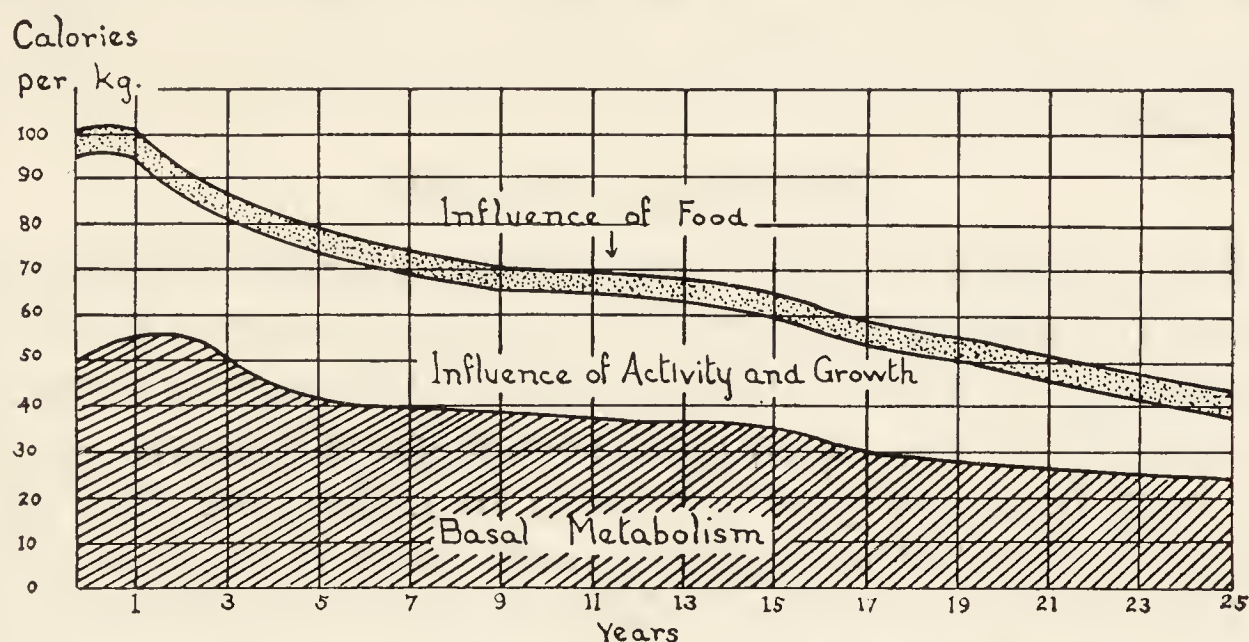 Calories
per kg.
100
90
80
70
60
50
40
30
20
10
0
Influence of Food
Influence of Activity and Growth
Basal Metabolism
1 3 5 7 9 11 13 15 17 19 21 23 25
Years